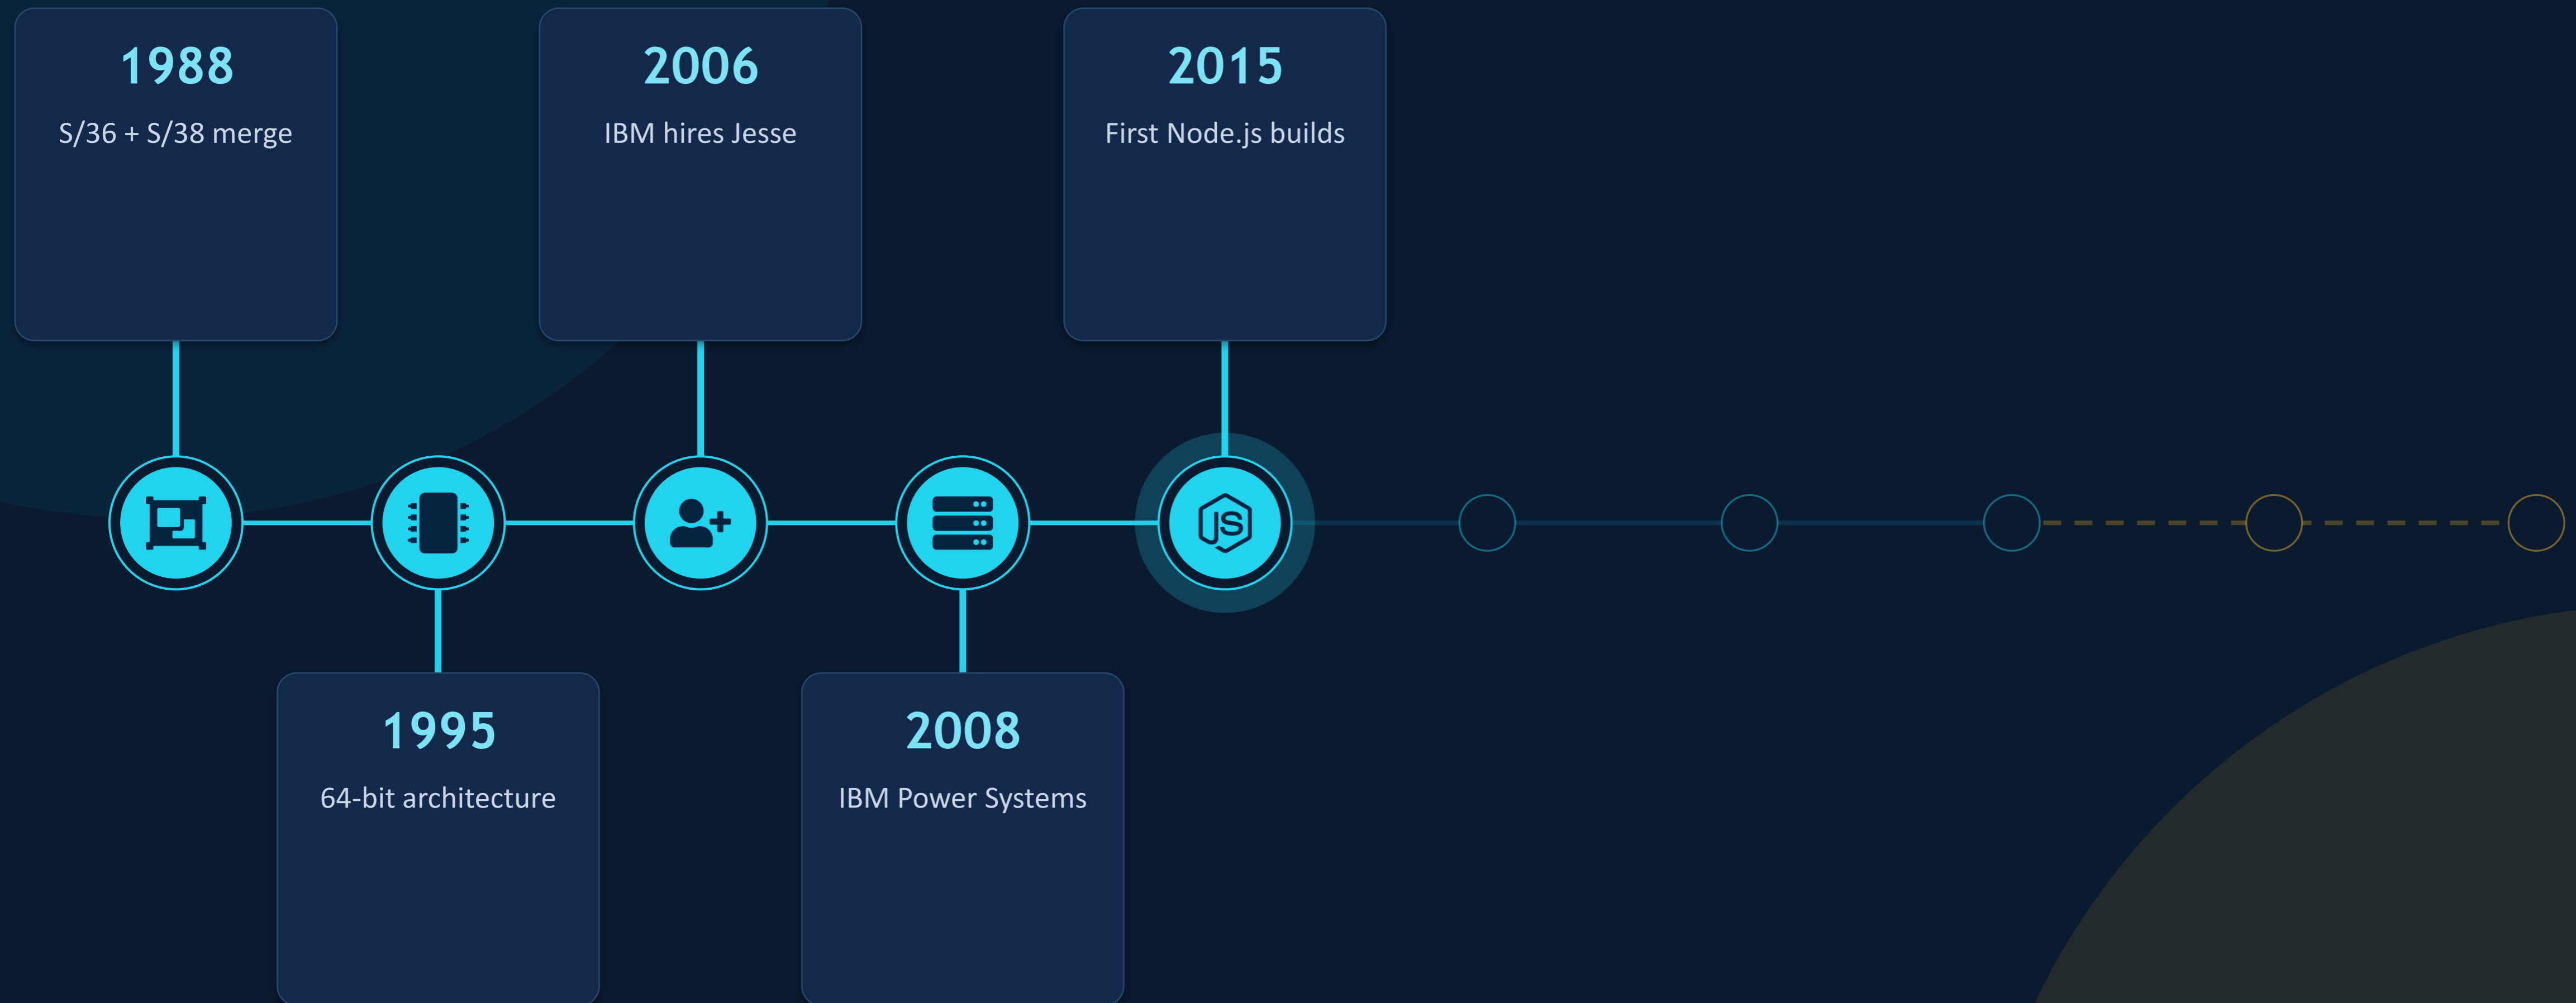 1988
S/36 + S/38 merge
2006
IBM hires Jesse
2015
First Node.js builds
JS
1995
64-bit architecture
2008
IBM Power Systems